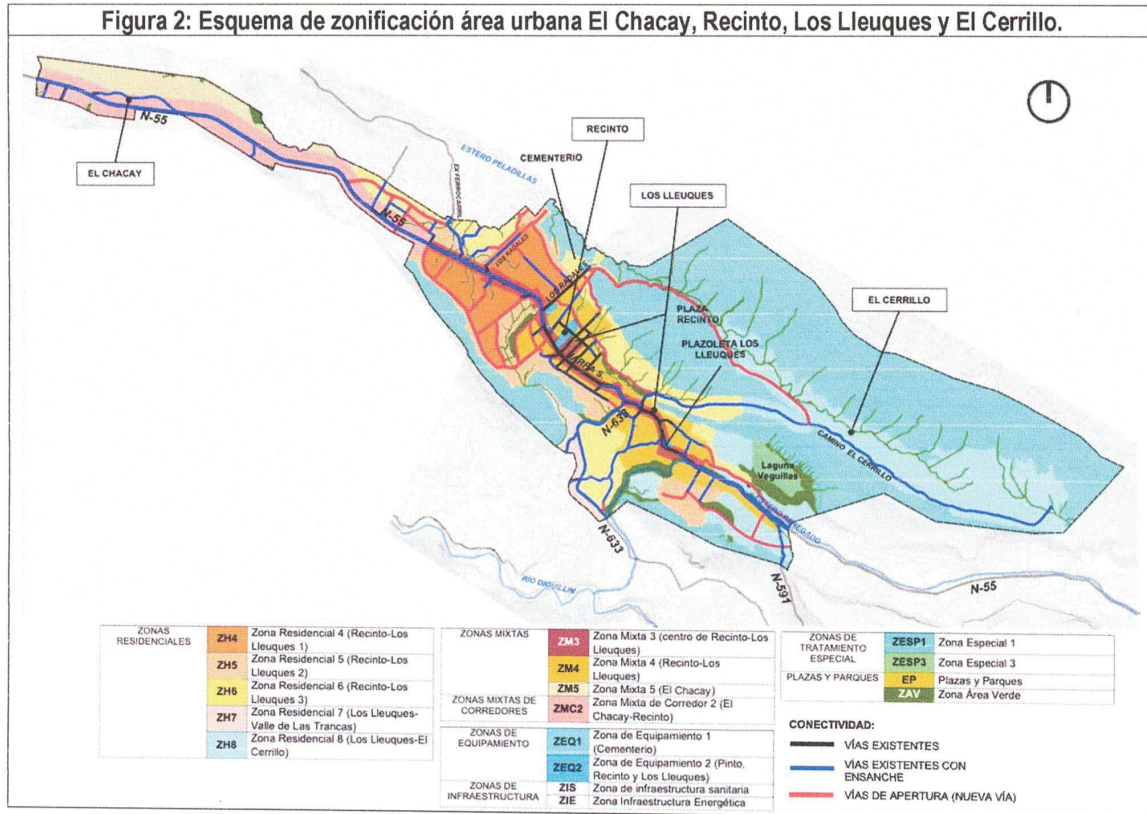 Figura 2: Esquema de zonificación área urbana El Chacay, Recinto, Los Lleuques y El Cerrillo.
N-55
EL CHACAY
RECINTO
CEMENTERIO
ESTERO PELADILLAS
EX FERROCARRIL
LOS LLEUQUES
N-55
LOS RADALES
LOS RADALES
EL CERRILLO
PLAZA
RECINTO
PLAZOLETA LOS
LLEUQUES
N-633
CAMINO EL CERRILLO
Laguna
Veguillas
ESTERO RENEGADO
N-633
RÍO DIGUILLIN
N-591
N-55
ZONAS
RESIDENCIALES
ZH4 Zona Residencial 4 (Recinto-Los
Lleuques 1)
ZH5 Zona Residencial 5 (Recinto-Los
Lleuques 2)
ZH6 Zona Residencial 6 (Recinto-Los
Lleuques 3)
ZH7 Zona Residencial 7 (Los Lleuques-
Valle de Las Trancas)
ZH8 Zona Residencial 8 (Los Lleuques-El
Cerrillo)
ZONAS MIXTAS
ZM3 Zona Mixta 3 (centro de Recinto-Los
Lleuques)
ZM4 Zona Mixta 4 (Recinto-Los
Lleuques)
ZM5 Zona Mixta 5 (El Chacay)
ZONAS MIXTAS DE
CORREDORES
ZMC2 Zona Mixta de Corredor 2 (El
Chacay-Recinto)
ZONAS DE
EQUIPAMIENTO
ZEQ1 Zona de Equipamiento 1
(Cementerio)
ZEQ2 Zona de Equipamiento 2 (Pinto,
Recinto y Los Lleuques)
ZONAS DE
INFRAESTRUCTURA
ZIS Zona de infraestructura sanitaria
ZIE Zona Infraestructura Energética
ZONAS DE
TRATAMIENTO
ESPECIAL
ZESP1 Zona Especial 1
ZESP3 Zona Especial 3
PLAZAS Y PARQUES
EP Plazas y Parques
ZAV Zona Área Verde
CONECTIVIDAD:
VÍAS EXISTENTES
VÍAS EXISTENTES CON
ENSANCHE
VÍAS DE APERTURA (NUEVA VÍA)